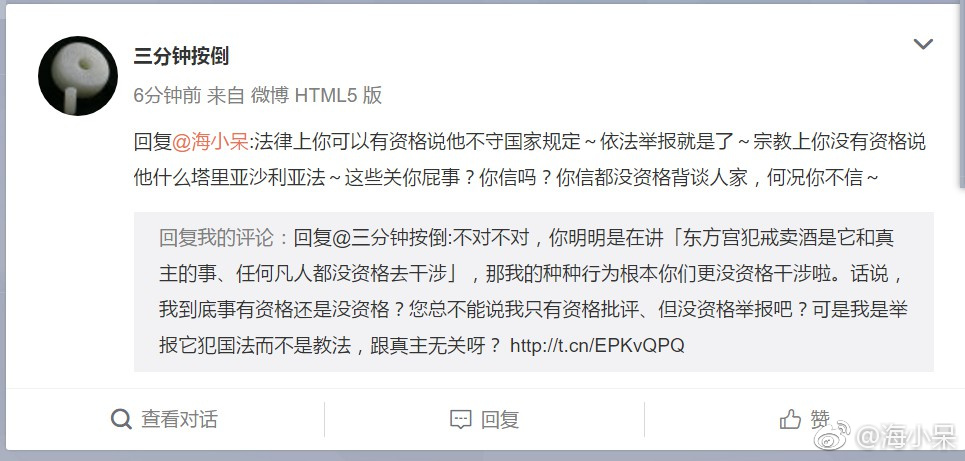 三分钟按倒
6分钟前 来自 微博 HTML5 版
回复@海小呆:法律上你可以有资格说他不守国家规定～依法举报就是了～宗教上你没有资格说
他什么塔里亚沙利亚法～这些关你屁事？你信吗？你信都没资格背谈人家，何况你不信～
回复我的评论：回复@三分钟按倒:不对不对，你明明是在讲「东方宫犯戒卖酒是它和真
主的事、任何凡人都没资格去干涉」，那我的种种行为根本你们更没资格干涉啦。话说，
我到底事有资格还是没资格？您总不能说我只有资格批评、但没资格举报吧？可是我是举
报它犯国法而不是教法，跟真主无关呀？ http://t.cn/EPKvQPQ
查看对话 回复 赞
@海小呆